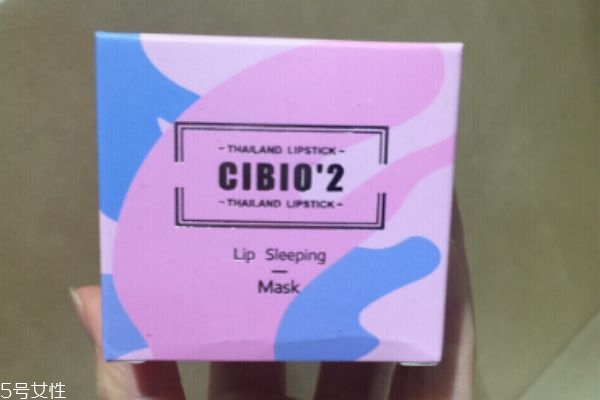 ~ THAILAND LIPSTICK ~
CIBIO'2
~ THAILAND LIPSTICK ~
Lip Sleeping
Mask
5号女性